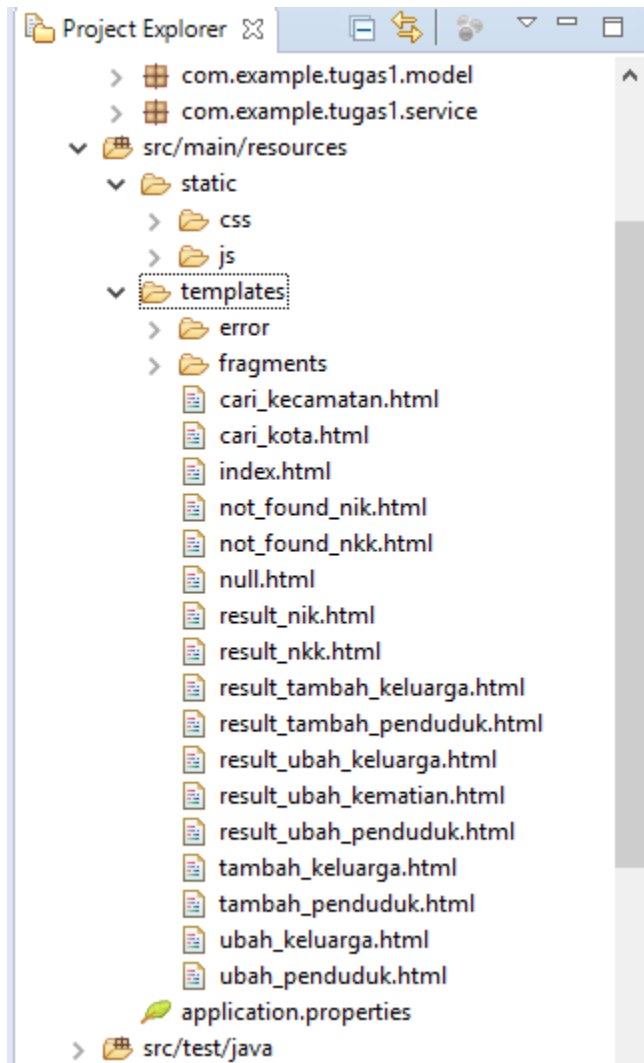 Project Explorer
com.example.tugas1.model
com.example.tugas1.service
src/main/resources
static
css
js
templates
error
fragments
cari_kecamatan.html
cari_kota.html
index.html
not_found_nik.html
not_found_nkk.html
null.html
result_nik.html
result_nkk.html
result_tambah_keluarga.html
result_tambah_penduduk.html
result_ubah_keluarga.html
result_ubah_kematian.html
result_ubah_penduduk.html
tambah_keluarga.html
tambah_penduduk.html
ubah_keluarga.html
ubah_penduduk.html
application.properties
src/test/java